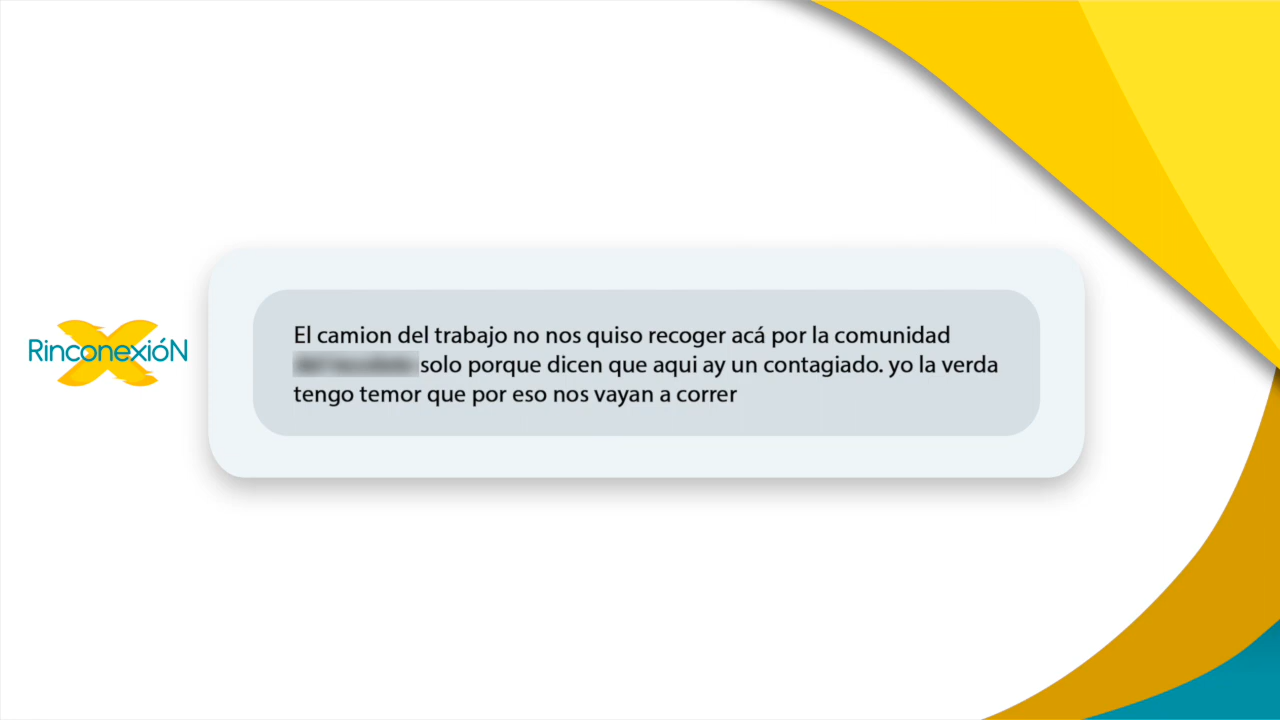 RinconexióN
El camion del trabajo no nos quiso recoger acá por la comunidad
solo porque dicen que aqui ay un contagiado. yo la verda
tengo temor que por eso nos vayan a correr